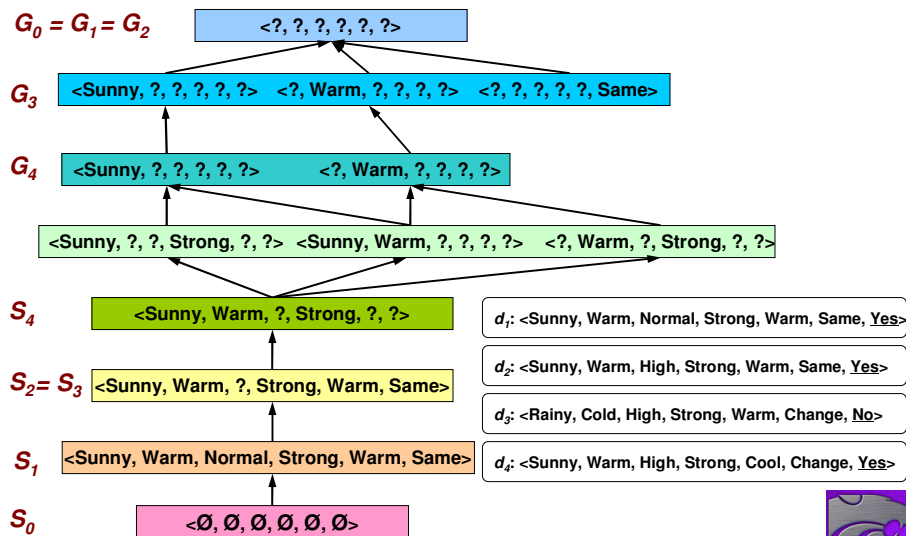 G0 = G1 = G2 <?, ?, ?, ?, ?, ?>
G3 <Sunny, ?, ?, ?, ?, ?> <?, Warm, ?, ?, ?, ?> <?, ?, ?, ?, ?, Same>
G4 <Sunny, ?, ?, ?, ?, ?> <?, Warm, ?, ?, ?, ?>
<Sunny, ?, ?, Strong, ?, ?> <Sunny, Warm, ?, ?, ?, ?> <?, Warm, ?, Strong, ?, ?>
S4 <Sunny, Warm, ?, Strong, ?, ?>
S2= S3 <Sunny, Warm, ?, Strong, Warm, Same>
S1 <Sunny, Warm, Normal, Strong, Warm, Same>
S0 <Ø, Ø, Ø, Ø, Ø, Ø>
d1: <Sunny, Warm, Normal, Strong, Warm, Same, Yes>
d2: <Sunny, Warm, High, Strong, Warm, Same, Yes>
d3: <Rainy, Cold, High, Strong, Warm, Change, No>
d4: <Sunny, Warm, High, Strong, Cool, Change, Yes>